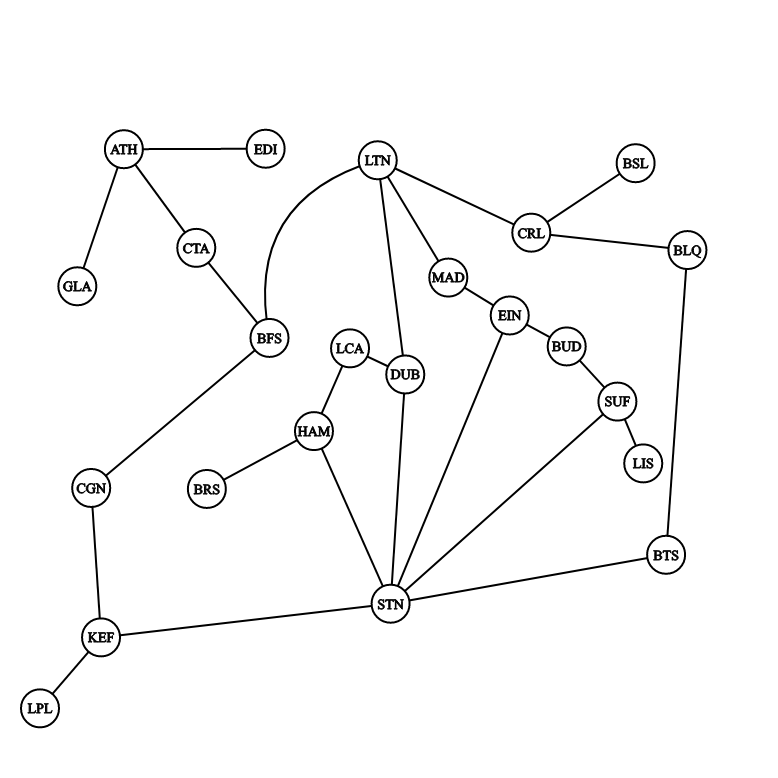 ATH
EDI
LTN
BSL
CRL
CTA
BLQ
MAD
GLA
EIN
BFS
LCA
BUD
DUB
SUF
HAM
LIS
CGN
BRS
BTS
STN
KEF
LPL